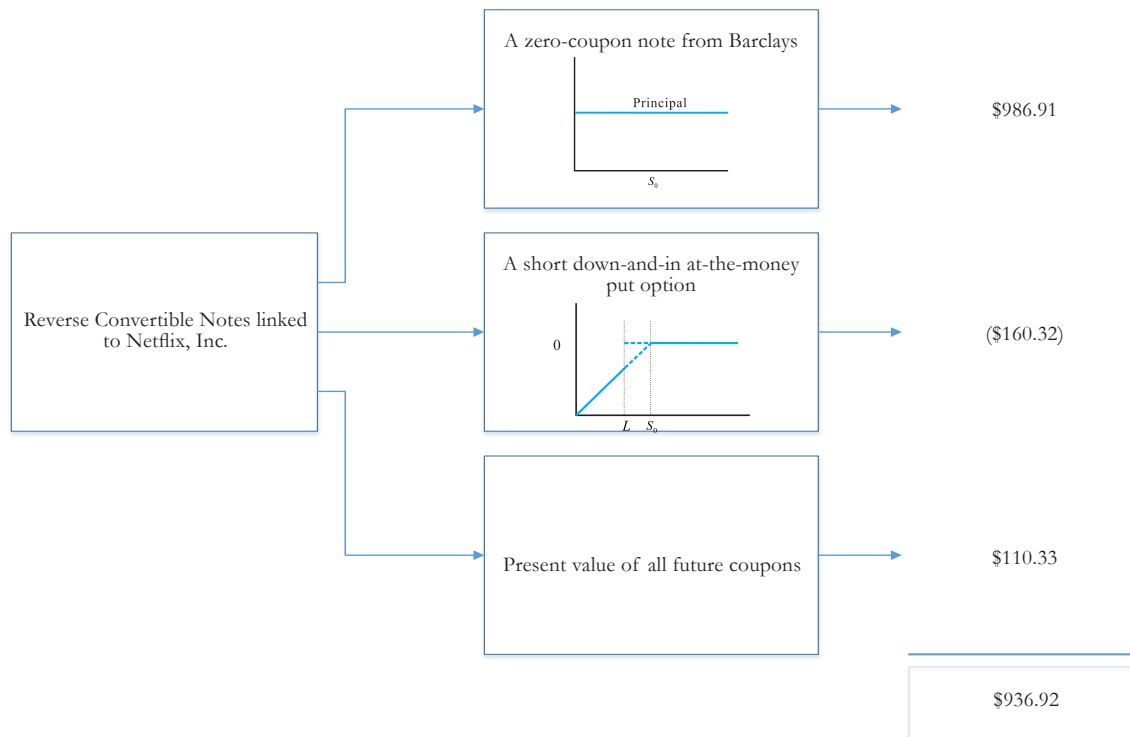 A zero-coupon note from Barclays
Principal
S₀
$986.91
Reverse Convertible Notes linked
to Netflix, Inc.
A short down-and-in at-the-money
put option
0
L S₀
($160.32)
Present value of all future coupons
$110.33
$936.92